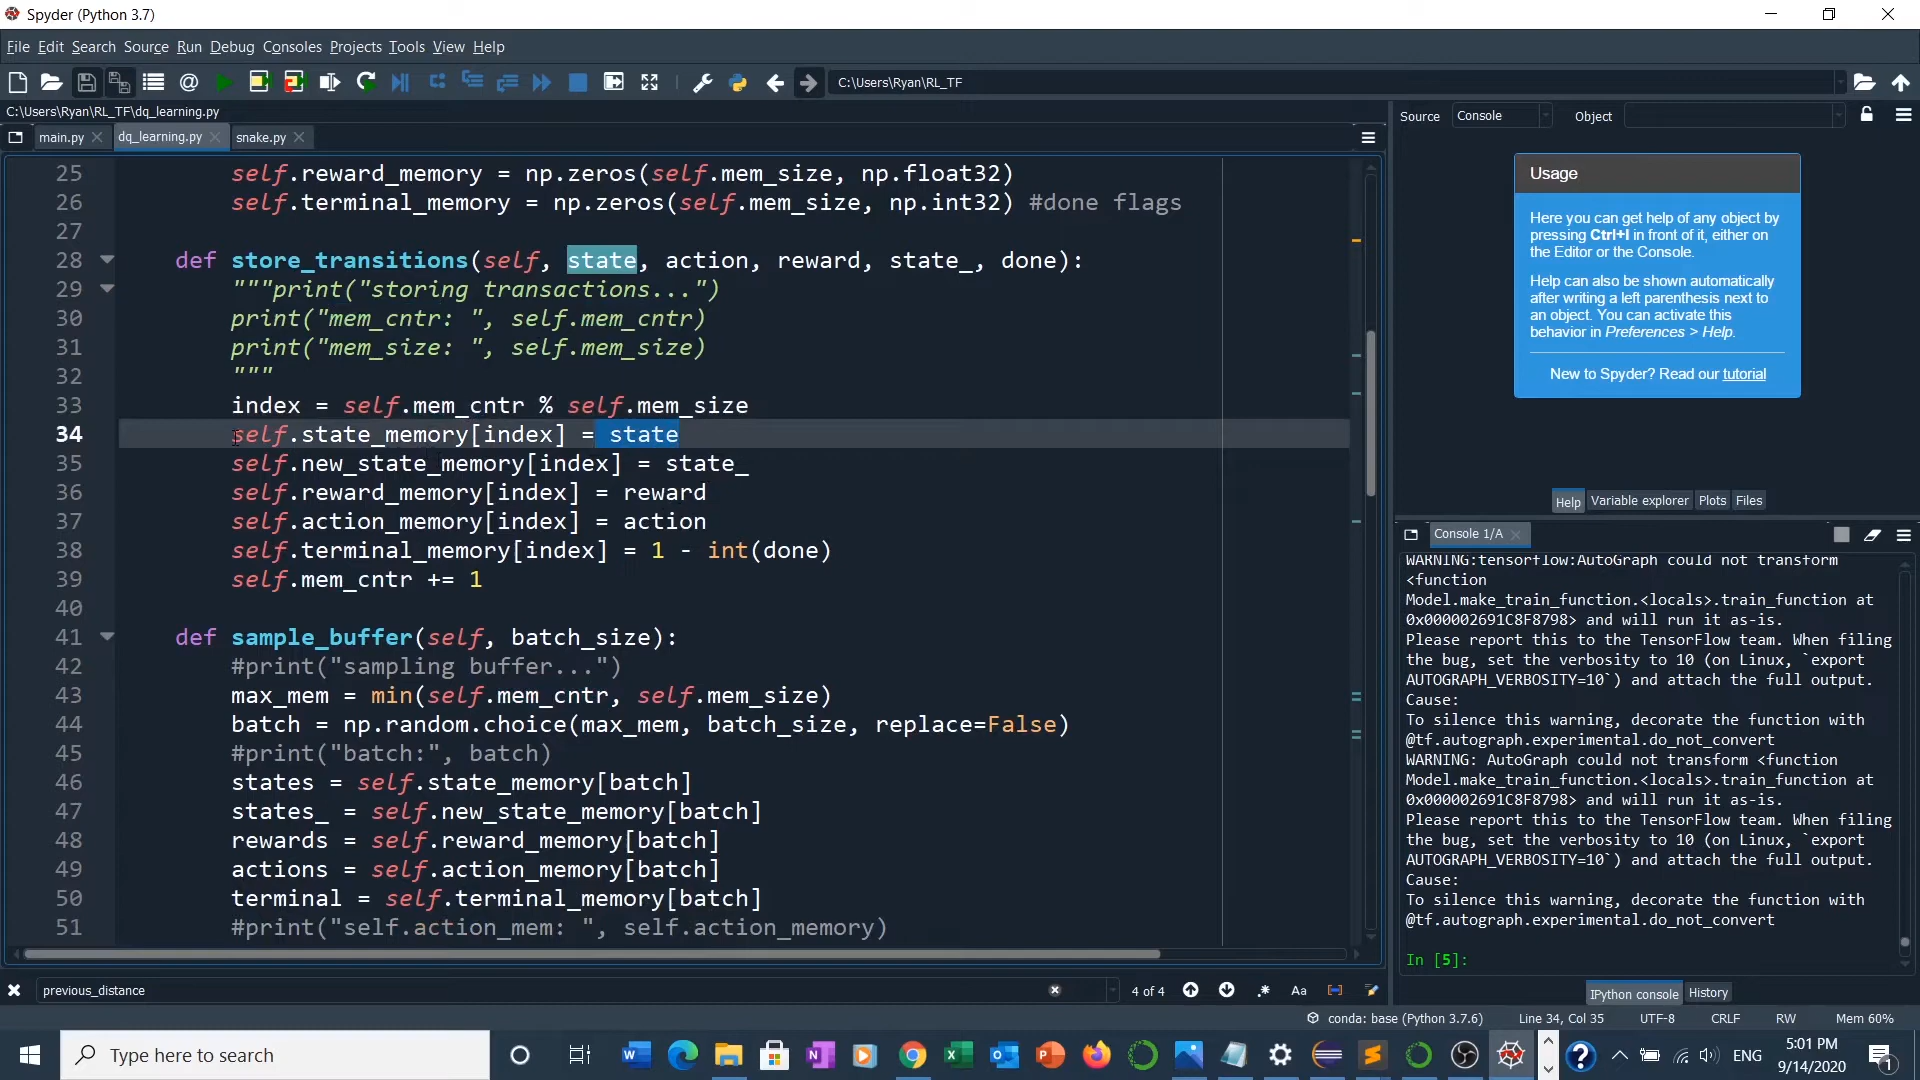 Spyder (Python 3.7)
File Edit Search Source Run Debug Consoles Projects Tools View Help
C:\Users\Ryan\RL_TF
C:\Users\Ryan\RL_TF\dq_learning.py
main.py dq_learning.py snake.py
25 self.reward_memory = np.zeros(self.mem_size, np.float32)
26 self.terminal_memory = np.zeros(self.mem_size, np.int32) #done flags
27
28 def store_transitions(self, state, action, reward, state_, done):
29 """print("storing transactions...")
30 print("mem_cntr: ", self.mem_cntr)
31 print("mem_size: ", self.mem_size)
32 """
33 index = self.mem_cntr % self.mem_size
34 self.state_memory[index] = state
35 self.new_state_memory[index] = state_
36 self.reward_memory[index] = reward
37 self.action_memory[index] = action
38 self.terminal_memory[index] = 1 - int(done)
39 self.mem_cntr += 1
40
41 def sample_buffer(self, batch_size):
42 #print("sampling buffer...")
43 max_mem = min(self.mem_cntr, self.mem_size)
44 batch = np.random.choice(max_mem, batch_size, replace=False)
45 #print("batch:", batch)
46 states = self.state_memory[batch]
47 states_ = self.new_state_memory[batch]
48 rewards = self.reward_memory[batch]
49 actions = self.action_memory[batch]
50 terminal = self.terminal_memory[batch]
51 #print("self.action_mem: ", self.action_memory)
previous_distance
4 of 4 .* Aa
Source Console Object
Usage
Here you can get help of any object by
pressing Ctrl+I in front of it, either on
the Editor or the Console.
Help can also be shown automatically
after writing a left parenthesis next to
an object. You can activate this
behavior in Preferences > Help.
New to Spyder? Read our tutorial
Help Variable explorer Plots Files
Console 1/A
WARNING:tensorflow:AutoGraph could not transform
<function
Model.make_train_function.<locals>.train_function at
0x000002691C8F8798> and will run it as-is.
Please report this to the TensorFlow team. When filing
the bug, set the verbosity to 10 (on Linux, `export
AUTOGRAPH_VERBOSITY=10`) and attach the full output.
Cause:
To silence this warning, decorate the function with
@tf.autograph.experimental.do_not_convert
WARNING: AutoGraph could not transform <function
Model.make_train_function.<locals>.train_function at
0x000002691C8F8798> and will run it as-is.
Please report this to the TensorFlow team. When filing
the bug, set the verbosity to 10 (on Linux, `export
AUTOGRAPH_VERBOSITY=10`) and attach the full output.
Cause:
To silence this warning, decorate the function with
@tf.autograph.experimental.do_not_convert
In [5]:
IPython console History
conda: base (Python 3.7.6) Line 34, Col 35 UTF-8 CRLF RW Mem 60%
Type here to search
ENG
5:01 PM
9/14/2020
1